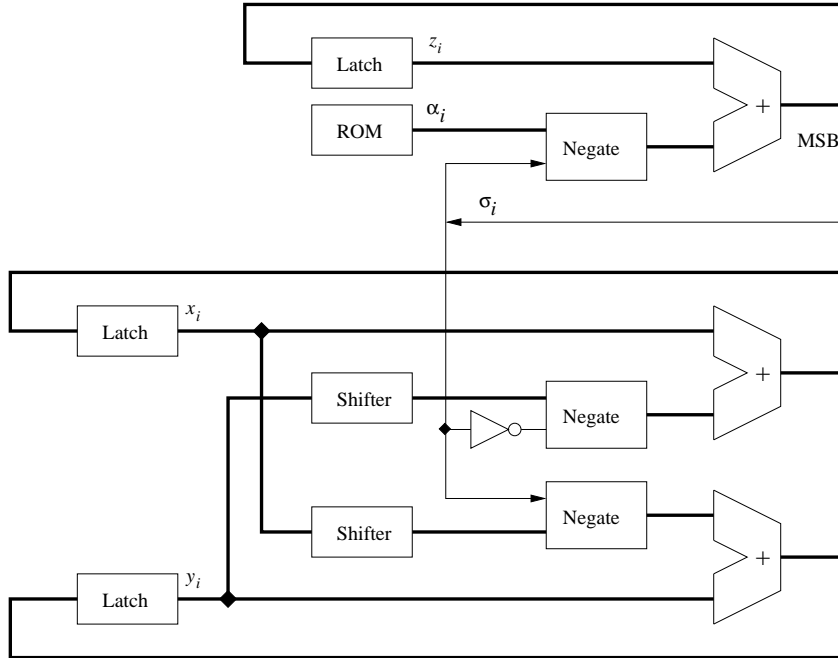 z_i
Latch
α_i
ROM
+
Negate
MSB
σ_i
x_i
Latch
Shifter
+
Negate
Shifter
Negate
+
y_i
Latch